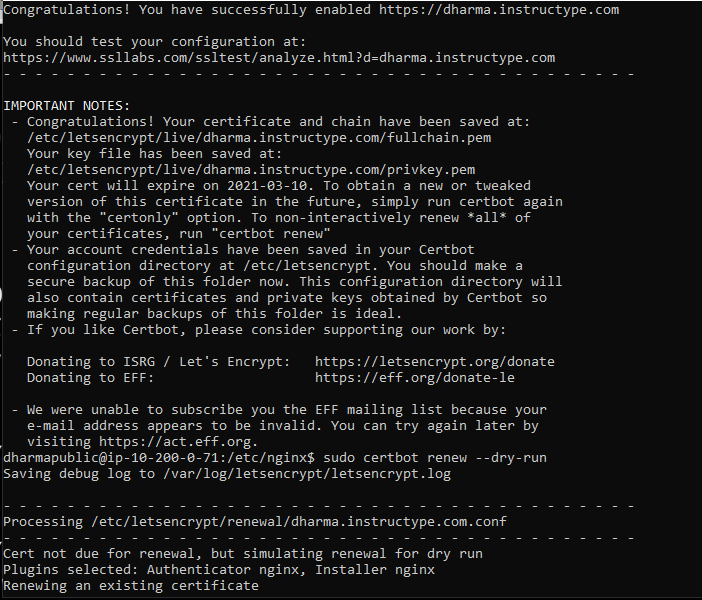 Congratulations! You have successfully enabled https://dharma.instructype.com
You should test your configuration at:
https://www.ssllabs.com/ssltest/analyze.html?d=dharma.instructype.com
- - - - - - - - - - - - - - - - - - - - - - - - - - - - - - - - - - - - - - - -
IMPORTANT NOTES:
- Congratulations! Your certificate and chain have been saved at:
/etc/letsencrypt/live/dharma.instructype.com/fullchain.pem
Your key file has been saved at:
/etc/letsencrypt/live/dharma.instructype.com/privkey.pem
Your cert will expire on 2021-03-10. To obtain a new or tweaked
version of this certificate in the future, simply run certbot again
with the "certonly" option. To non-interactively renew *all* of
your certificates, run "certbot renew"
- Your account credentials have been saved in your Certbot
configuration directory at /etc/letsencrypt. You should make a
secure backup of this folder now. This configuration directory will
also contain certificates and private keys obtained by Certbot so
making regular backups of this folder is ideal.
- If you like Certbot, please consider supporting our work by:
Donating to ISRG / Let's Encrypt:   https://letsencrypt.org/donate
Donating to EFF:                    https://eff.org/donate-le
- We were unable to subscribe you the EFF mailing list because your
e-mail address appears to be invalid. You can try again later by
visiting https://act.eff.org.
dharmapublic@ip-10-200-0-71:/etc/nginx$ sudo certbot renew --dry-run
Saving debug log to /var/log/letsencrypt/letsencrypt.log
- - - - - - - - - - - - - - - - - - - - - - - - - - - - - - - - - - - - - - - -
Processing /etc/letsencrypt/renewal/dharma.instructype.com.conf
- - - - - - - - - - - - - - - - - - - - - - - - - - - - - - - - - - - - - - - -
Cert not due for renewal, but simulating renewal for dry run
Plugins selected: Authenticator nginx, Installer nginx
Renewing an existing certificate